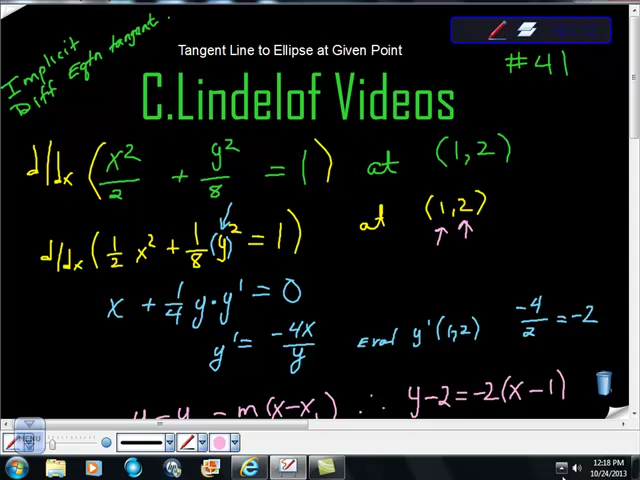 Implicit
Diff Eqtn tangent
Tangent Line to Ellipse at Given Point
#41
C.Lindelof Videos
d/dx (x²/2 + y²/8 = 1) at (1,2)
d/dx (1/2 x² + 1/8 (y)² = 1) at (1,2)
x + 1/4 y·y' = 0
y' = -4x/y eval y'(1,2) -4/2 = -2
y - y = m(x-x₁ ∴ y-2 = -2(x-1)
MENU
12:18 PM
10/24/2013